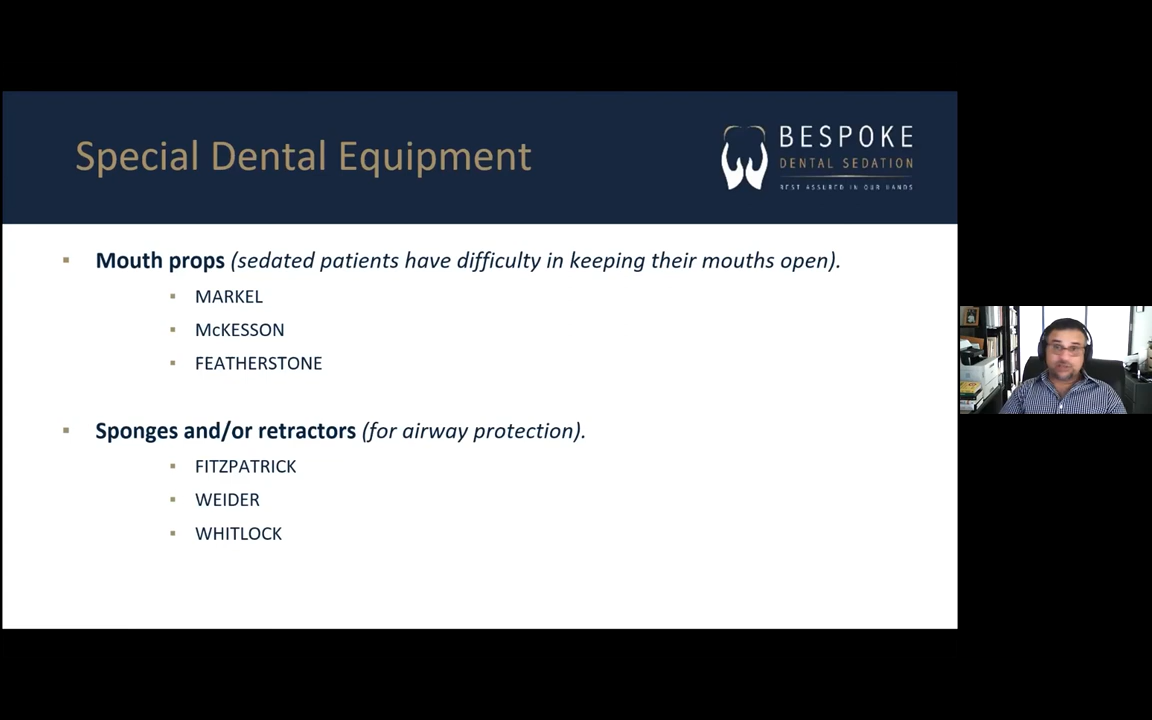 Special Dental Equipment
BESPOKE
DENTAL SEDATION
REST ASSURED IN OUR HANDS
Mouth props (sedated patients have difficulty in keeping their mouths open).
MARKEL
McKESSON
FEATHERSTONE
Sponges and/or retractors (for airway protection).
FITZPATRICK
WEIDER
WHITLOCK